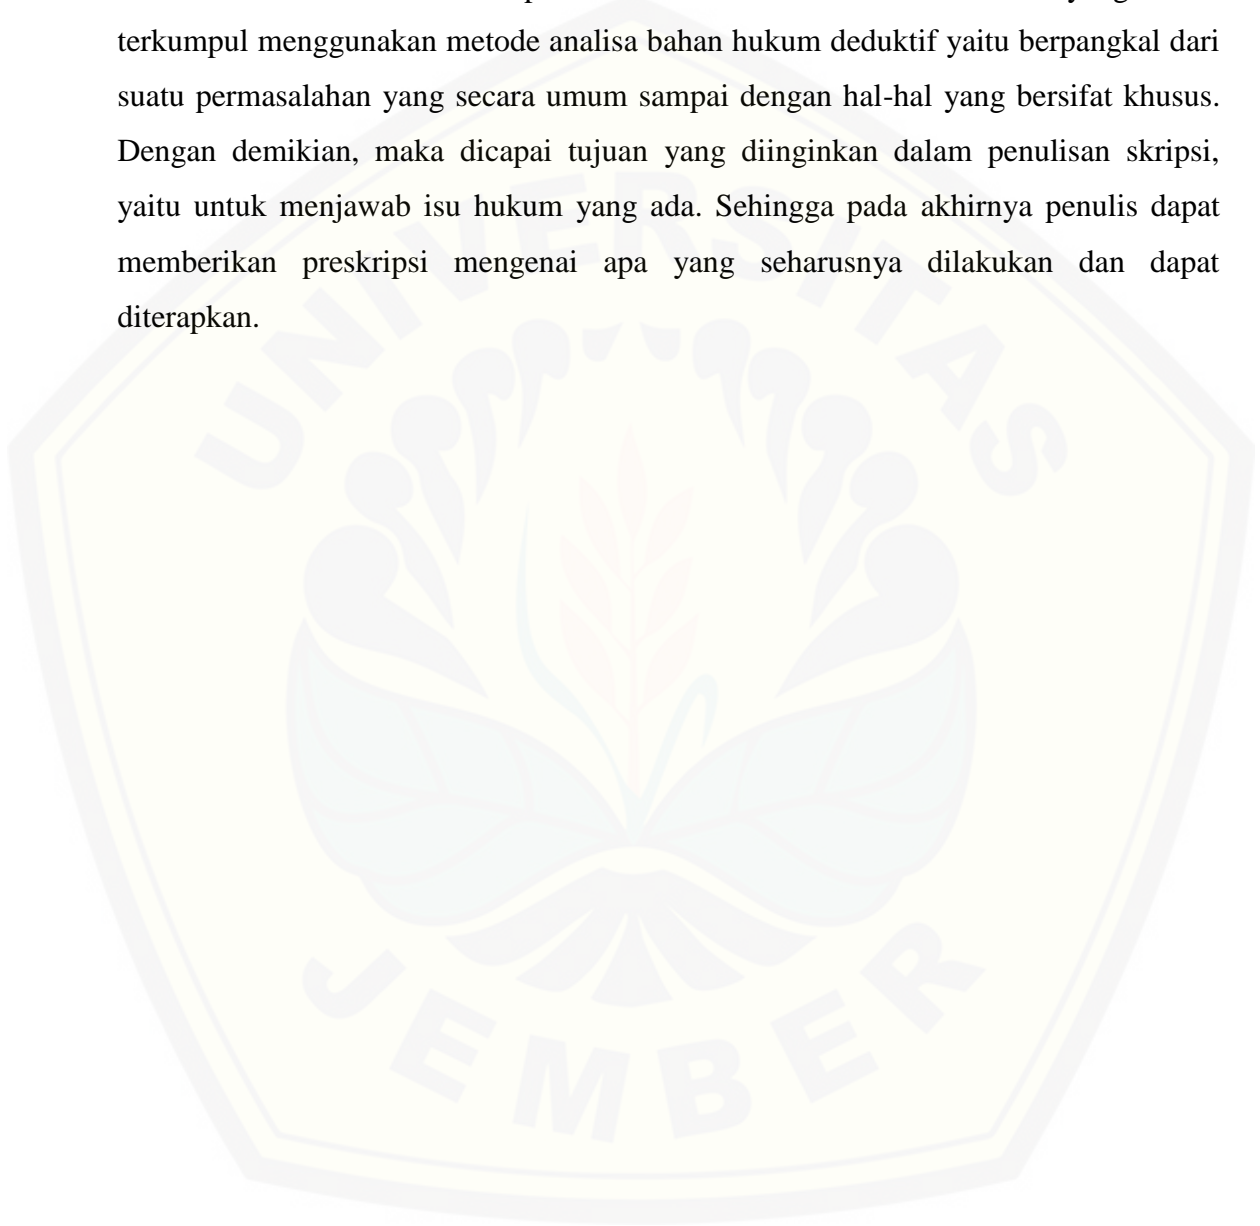 terkumpul menggunakan metode analisa bahan hukum deduktif yaitu berpangkal dari
suatu permasalahan yang secara umum sampai dengan hal-hal yang bersifat khusus.
Dengan demikian, maka dicapai tujuan yang diinginkan dalam penulisan skripsi,
yaitu untuk menjawab isu hukum yang ada. Sehingga pada akhirnya penulis dapat
memberikan preskripsi mengenai apa yang seharusnya dilakukan dan dapat
diterapkan.
UNIVERSITAS
JEMBER